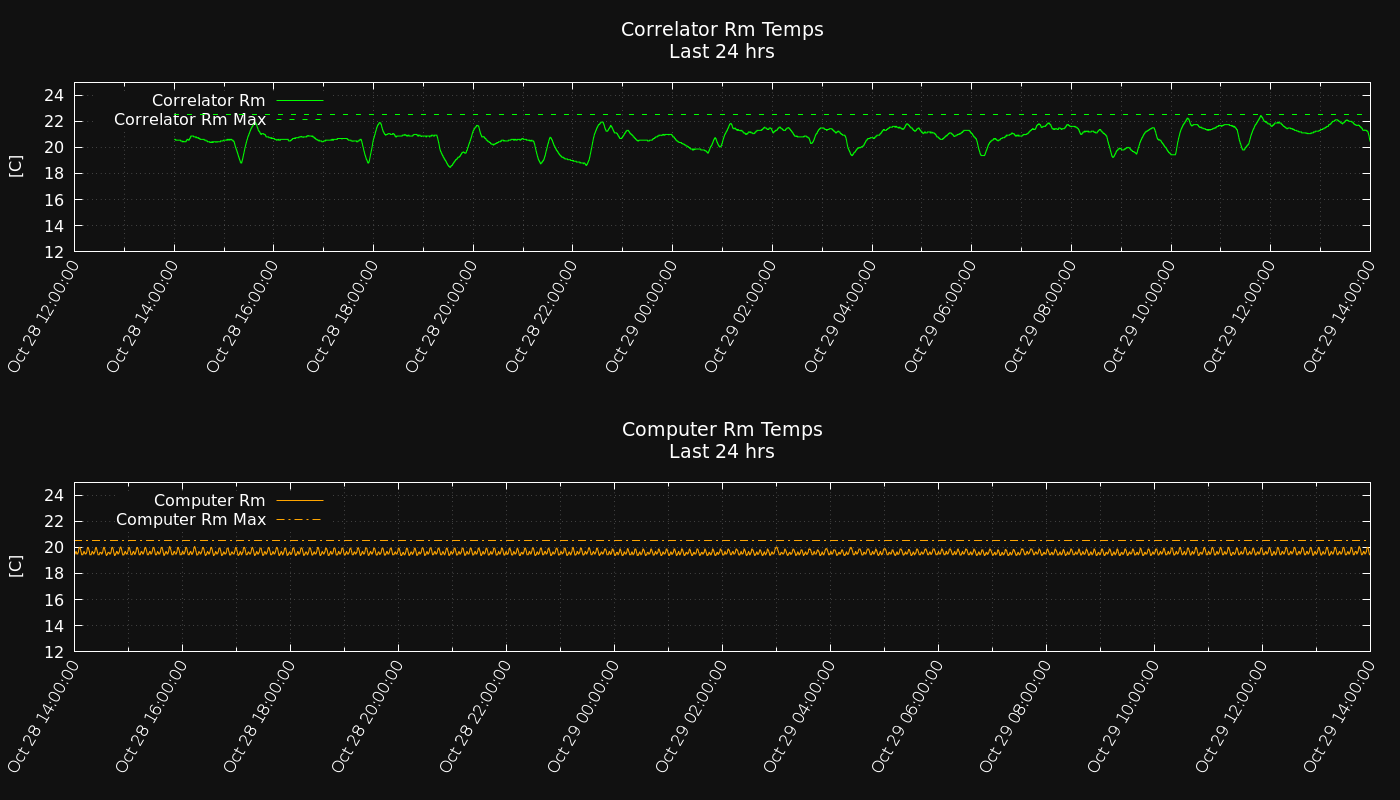 Correlator Rm Temps
Last 24 hrs
Correlator Rm
Correlator Rm Max
[C]
24
22
20
18
16
14
12
Oct 28 12:00:00
Oct 28 14:00:00
Oct 28 16:00:00
Oct 28 18:00:00
Oct 28 20:00:00
Oct 28 22:00:00
Oct 29 00:00:00
Oct 29 02:00:00
Oct 29 04:00:00
Oct 29 06:00:00
Oct 29 08:00:00
Oct 29 10:00:00
Oct 29 12:00:00
Oct 29 14:00:00
Computer Rm Temps
Last 24 hrs
Computer Rm
Computer Rm Max
[C]
24
22
20
18
16
14
12
Oct 28 14:00:00
Oct 28 16:00:00
Oct 28 18:00:00
Oct 28 20:00:00
Oct 28 22:00:00
Oct 29 00:00:00
Oct 29 02:00:00
Oct 29 04:00:00
Oct 29 06:00:00
Oct 29 08:00:00
Oct 29 10:00:00
Oct 29 12:00:00
Oct 29 14:00:00